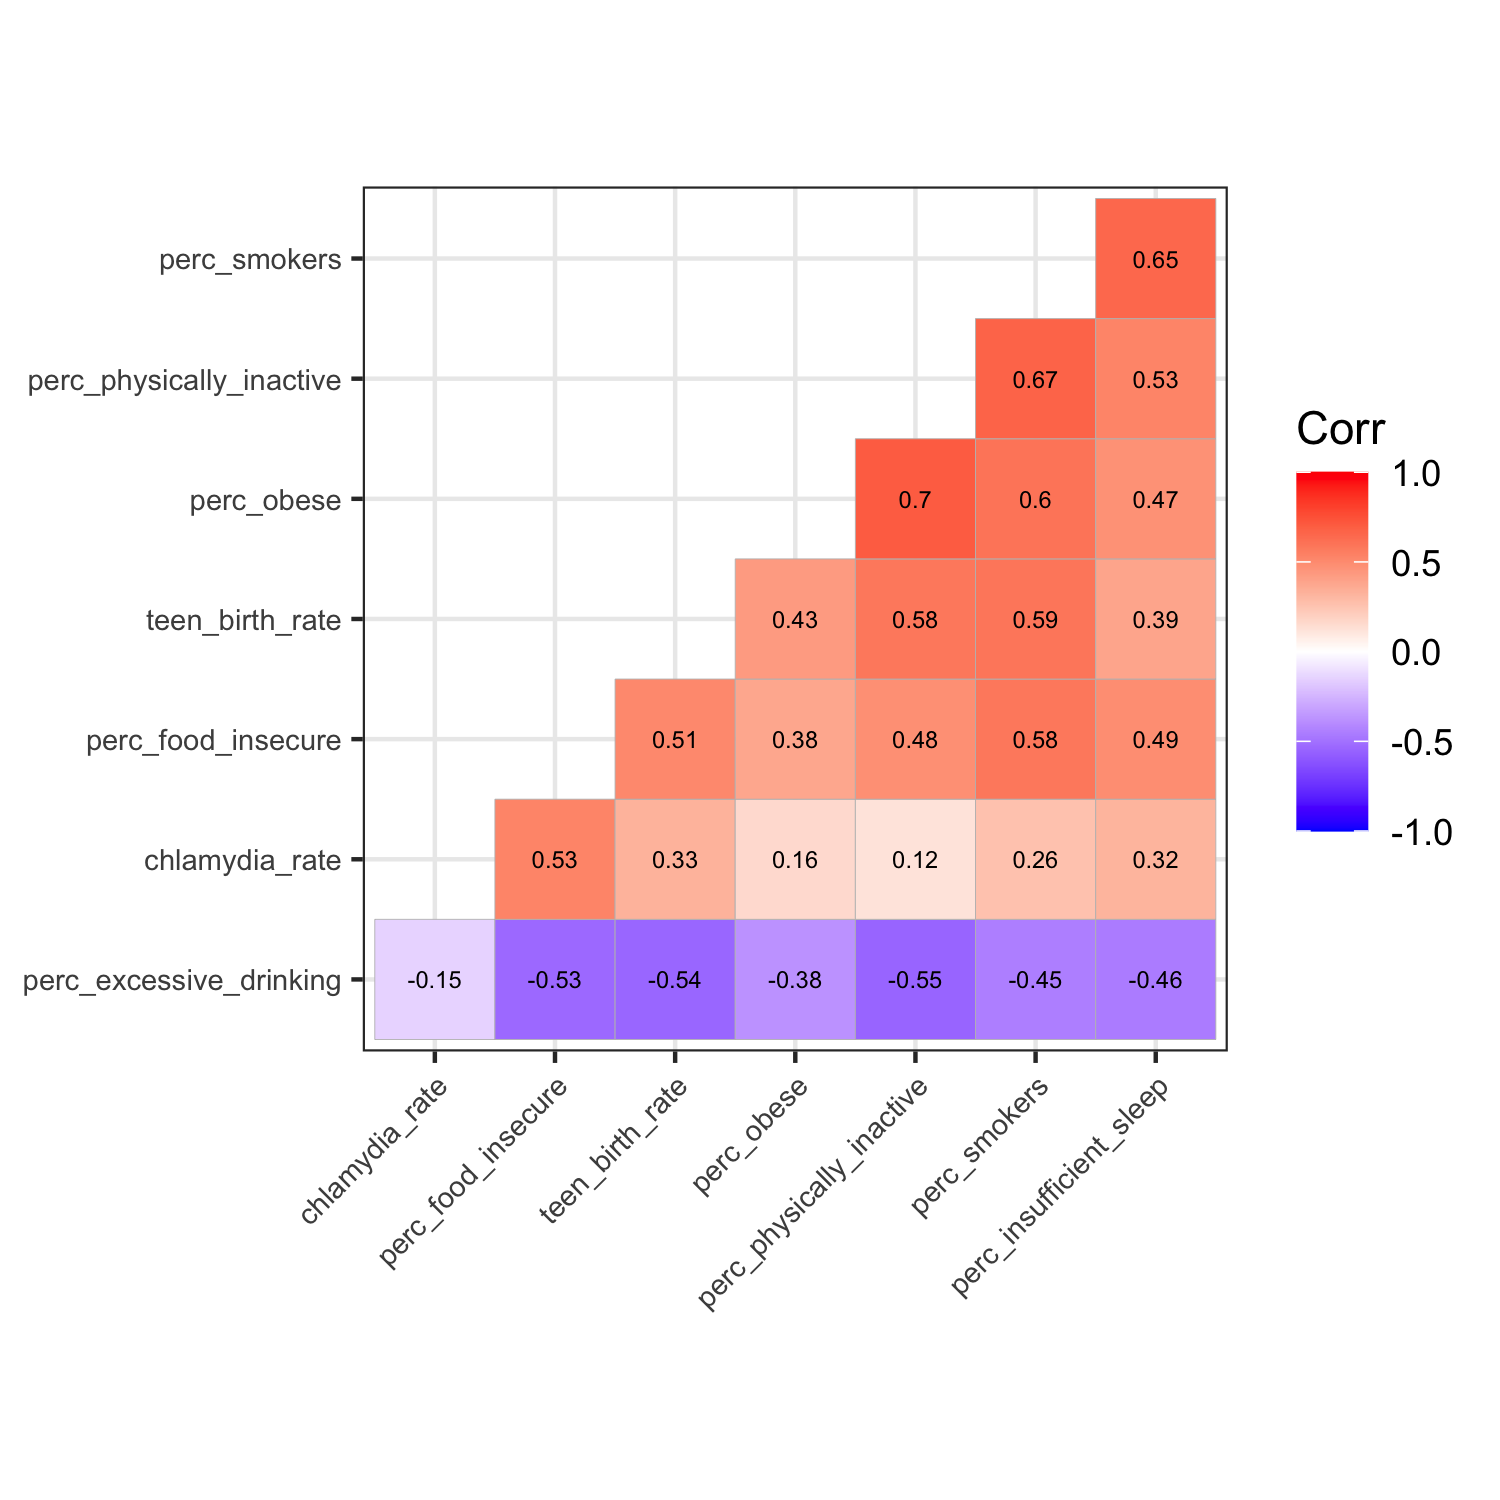 perc_smokers
0.65
perc_physically_inactive
0.67 0.53
perc_obese
0.7 0.6 0.47
teen_birth_rate
0.43 0.58 0.59 0.39
perc_food_insecure
0.51 0.38 0.48 0.58 0.49
chlamydia_rate
0.53 0.33 0.16 0.12 0.26 0.32
perc_excessive_drinking
-0.15 -0.53 -0.54 -0.38 -0.55 -0.45 -0.46
chlamydia_rate
perc_food_insecure
teen_birth_rate
perc_obese
perc_physically_inactive
perc_smokers
perc_insufficient_sleep
Corr
1.0
0.5
0.0
-0.5
-1.0